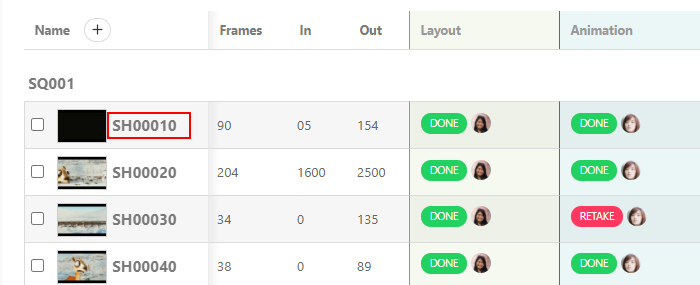 Name + Frames In Out Layout Animation
SQ001
SH00010 90 05 154 DONE DONE
SH00020 204 1600 2500 DONE DONE
SH00030 34 0 135 DONE RETAKE
SH00040 38 0 89 DONE DONE